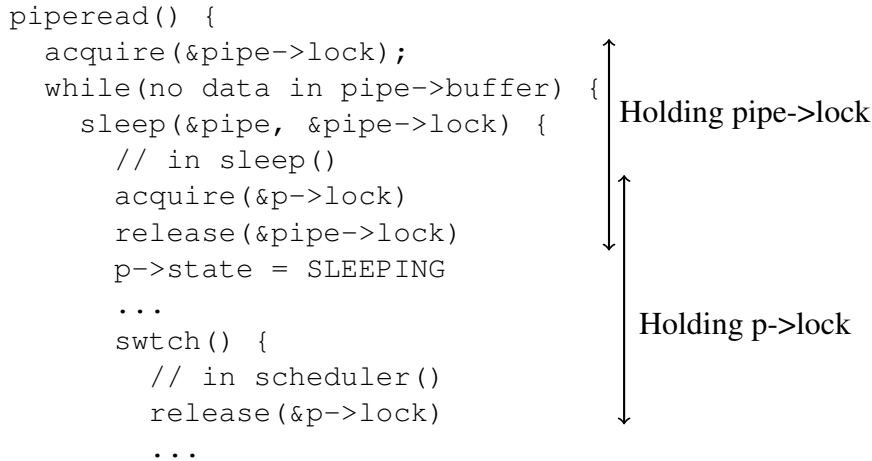 piperead() {
acquire(&pipe->lock);
while(no data in pipe->buffer) {
Holding pipe->lock
sleep(&pipe, &pipe->lock) {
// in sleep()
acquire(&p->lock)
release(&pipe->lock)
p->state = SLEEPING
...
Holding p->lock
swtch() {
// in scheduler()
release(&p->lock)
...